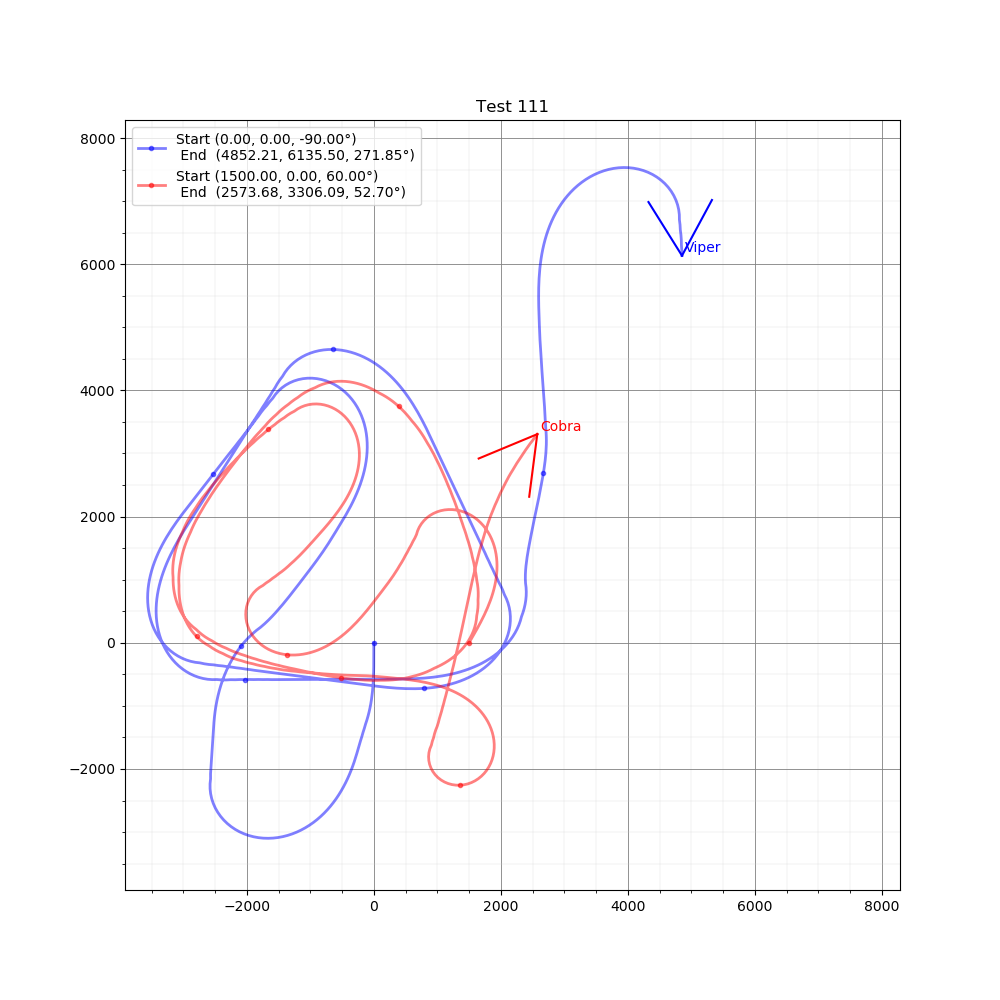 Test 111
Start (0.00, 0.00, -90.00°)
End (4852.21, 6135.50, 271.85°)
Start (1500.00, 0.00, 60.00°)
End (2573.68, 3306.09, 52.70°)
8000
6000
4000
2000
0
−2000
Viper
Cobra
−2000
0
2000
4000
6000
8000